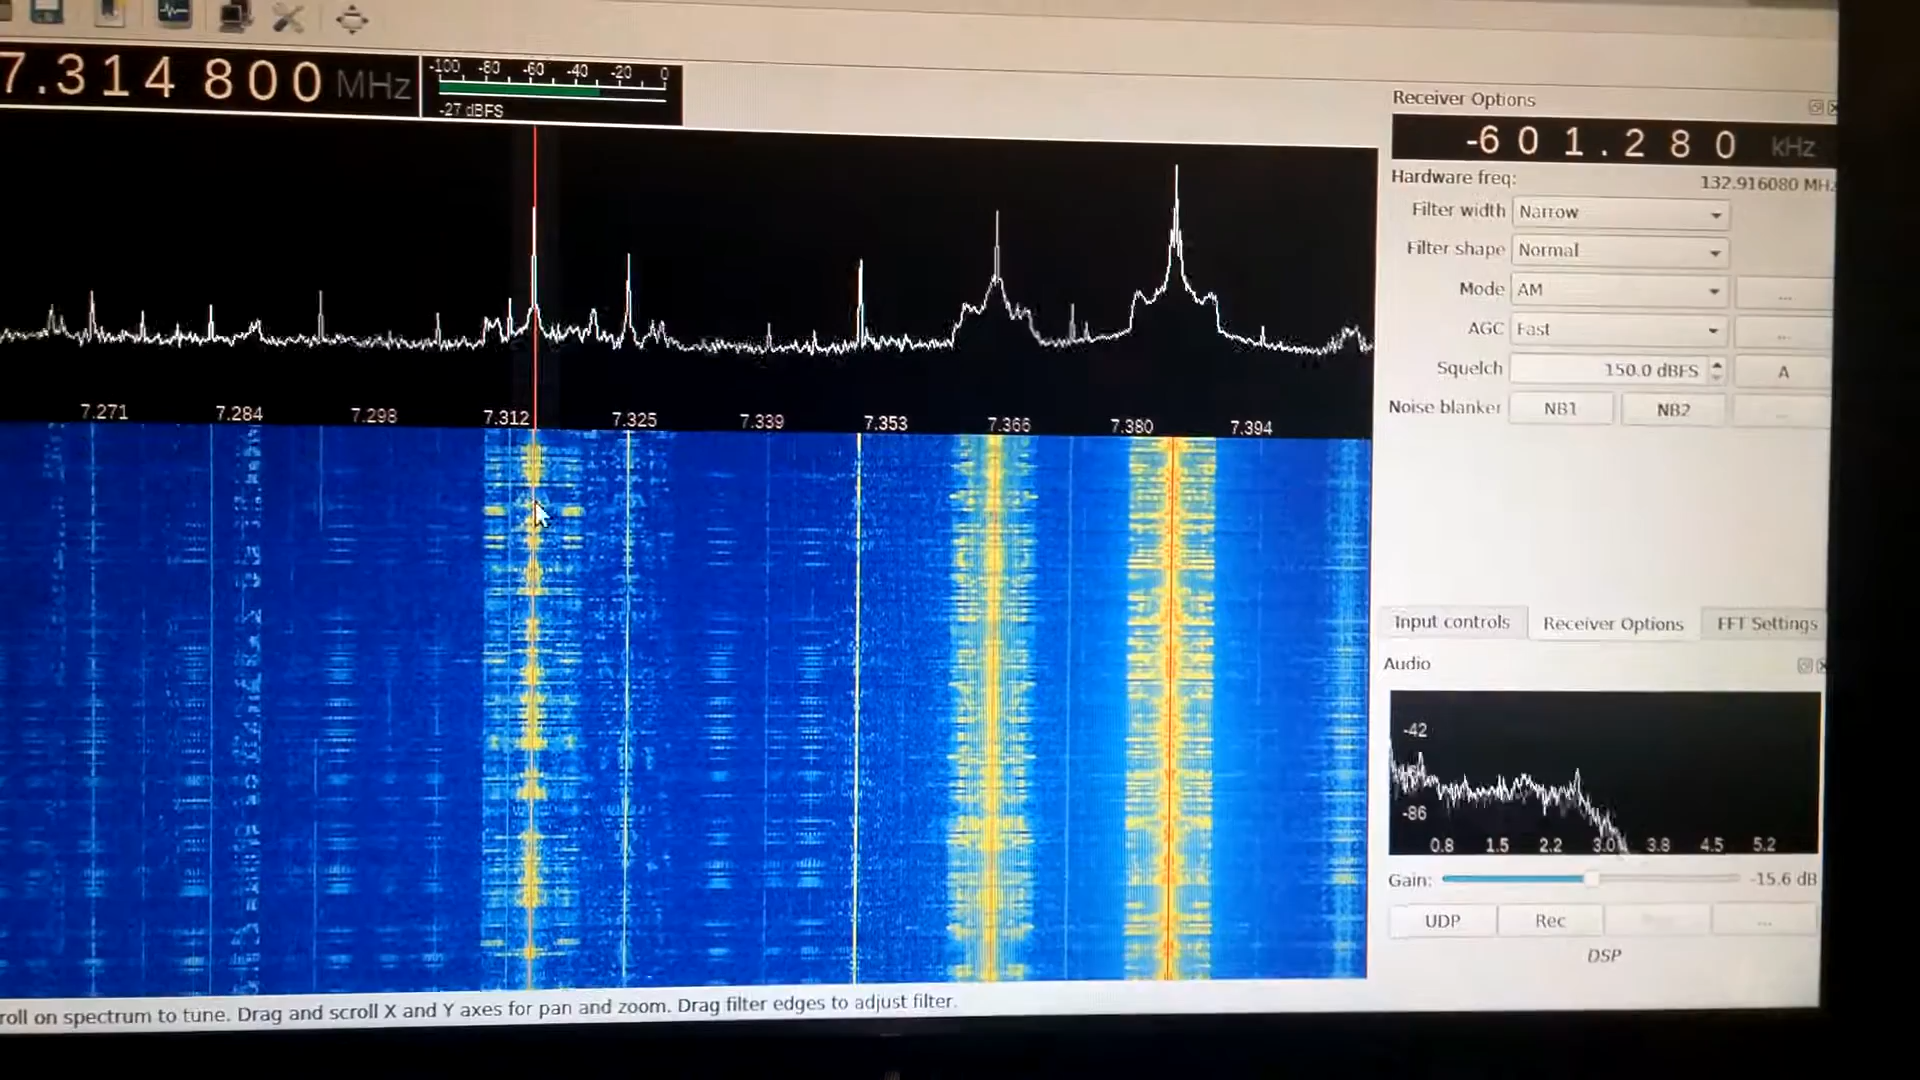 7.314 800 MHz
-100 -80 -60 -40 -20 0
-27 dBFS
Receiver Options
-601.280 kHz
Hardware freq: 132.916080 MHz
Filter width Narrow
Filter shape Normal
Mode AM ...
AGC Fast ...
Squelch 150.0 dBFS A
Noise blanker NB1 NB2 ...
7.271 7.284 7.298 7.312 7.325 7.339 7.353 7.366 7.380 7.394
Input controls Receiver Options FFT Settings
Audio
-42
-86
0.8 1.5 2.2 3.0 3.8 4.5 5.2
Gain: -15.6 dB
UDP Rec ...
DSP
roll on spectrum to tune. Drag and scroll X and Y axes for pan and zoom. Drag filter edges to adjust filter.